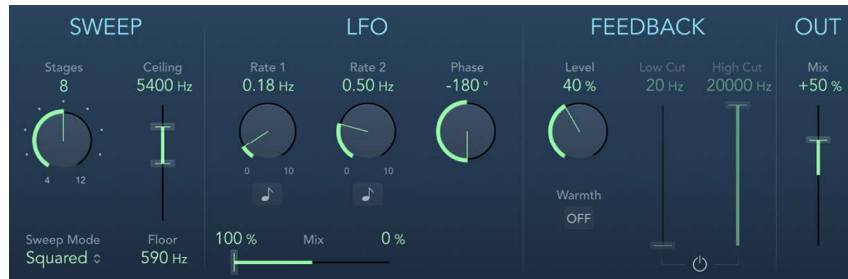 SWEEP
Stages
8
Ceiling
5400 Hz
4 12
Sweep Mode
Squared
Floor
590 Hz
LFO
Rate 1
0.18 Hz
Rate 2
0.50 Hz
Phase
-180 °
0 10
0 10
100 % Mix 0 %
FEEDBACK
Level
40 %
Low Cut
20 Hz
High Cut
20000 Hz
Warmth
OFF
OUT
Mix
+50 %